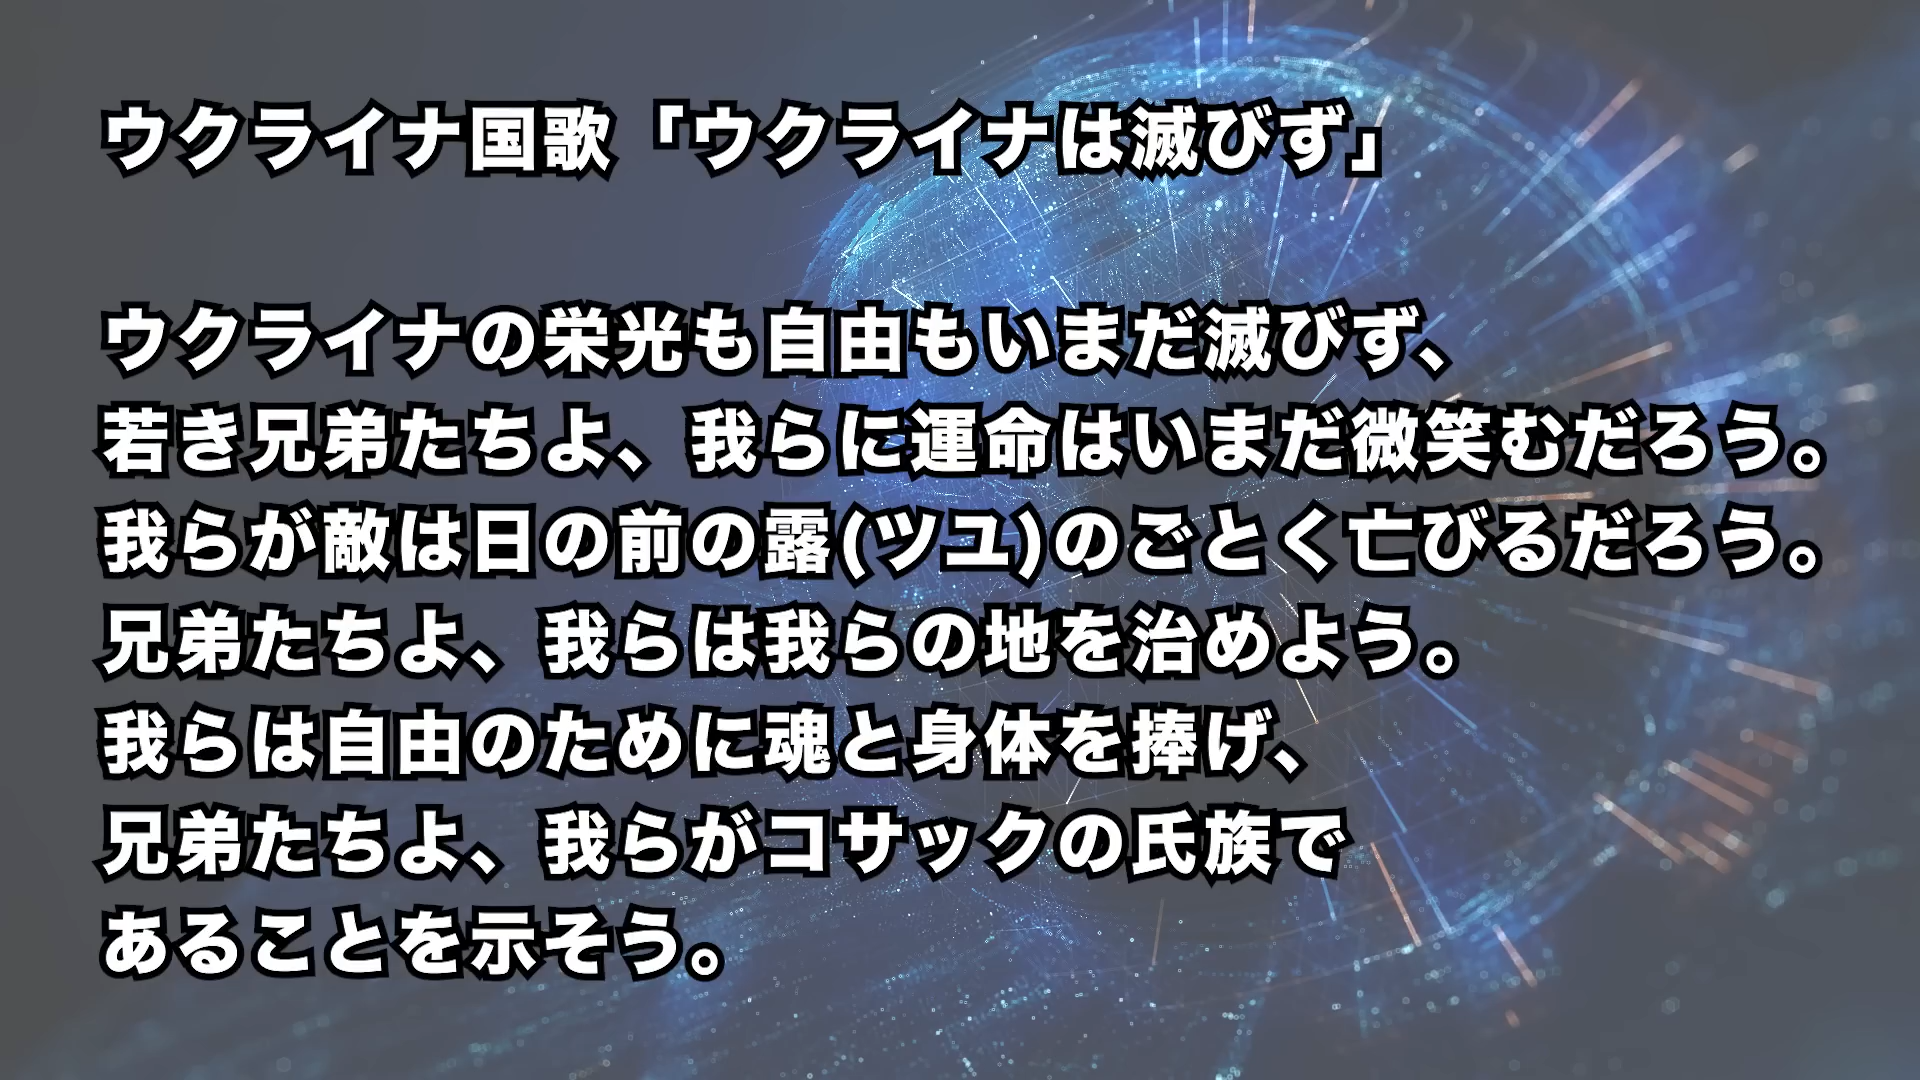 ウクライナ国歌「ウクライナは滅びず」
ウクライナの栄光も自由もいまだ滅びず、
若き兄弟たちよ、我らに運命はいまだ微笑むだろう。
我らが敵は日の前の露(ツユ)のごとく亡びるだろう。
兄弟たちよ、我らは我らの地を治めよう。
我らは自由のために魂と身体を捧げ、
兄弟たちよ、我らがコサックの氏族で
あることを示そう。